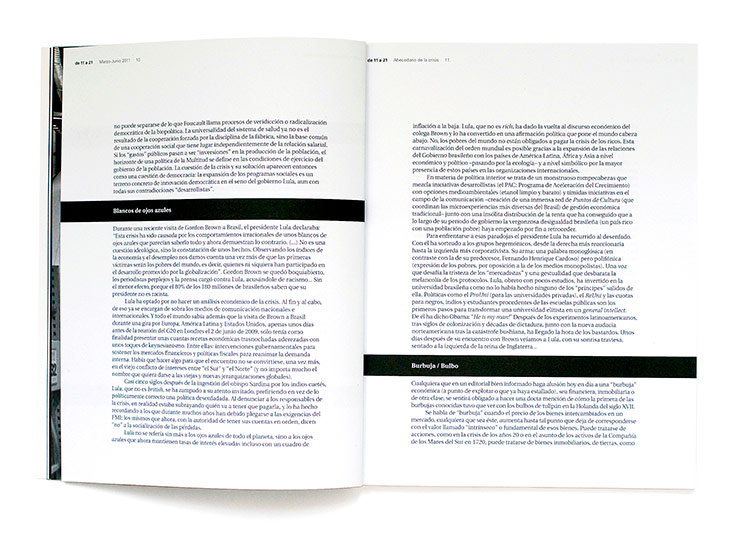 de 11 a 21 Marzo-Junio 2011 10
no puede separarse de lo que Foucault llama procesos de veridicción o radicalización
democrática de la biopolítica. La universalidad del sistema de salud ya no es el
resultado de la cooperación forzada por la disciplina de la fábrica, sino la base común
de una cooperación social que tiene lugar independientemente de la relación salarial.
Si los "gastos" públicos pasan a ser "inversiones" en la producción de la población, el
horizonte de una política de la Multitud se define en las condiciones de ejercicio del
gobierno de la población. La cuestión de la crisis y su solución aparecen entonces
como una cuestión de democracia: la expansión de los programas sociales es un
terreno concreto de innovación democrática en el seno del gobierno Lula, aun con
todas sus contradicciones "desarrollistas".
Blancos de ojos azules
Durante una reciente visita de Gordon Brown a Brasil, el presidente Lula declaraba:
"Esta crisis ha sido causada por los comportamientos irracionales de unos blancos de
ojos azules que parecían saberlo todo y ahora demuestran lo contrario. (...) No es una
cuestión ideológica, sino la constatación de unos hechos. Observando los índices de
la economía y el desempleo nos damos cuenta una vez más de que las primeras
víctimas serán los pobres del mundo, es decir, quienes ni siquiera han participado en
el desarrollo promovido por la globalización". Gordon Brown se quedó boquiabierto,
los periodistas perplejos y la prensa cargó contra Lula, acusándole de racismo... Sin
el menor efecto, porque el 80% de los 180 millones de brasileños saben que su
presidente no es racista.
Lula ha optado por no hacer un análisis económico de la crisis. Al fin y al cabo,
de eso ya se encargan de sobra los medios de comunicación nacionales e
internacionales. Y todo el mundo sabía además que la visita de Brown a Brasil
durante una gira por Europa, América Latina y Estados Unidos, apenas unos días
antes de la reunión del G20 en Londres el 2 de junio de 2009, sólo tenía como
finalidad presentar unas cuantas recetas económicas trasnochadas aderezadas con
unos toques de keynesianismo. Entre ellas: intervenciones gubernamentales para
sostener los mercados financieros y políticas fiscales para reanimar la demanda
interna. Había que hacer algo para que el encuentro no se convirtiese, una vez más,
en el viejo conflicto de intereses entre "el Sur" y "el Norte" (y no importa mucho el
nombre que quiera darse a las viejas y nuevas jerarquizaciones globales).
Casi cinco siglos después de la ingestión del obispo Sardina por los indios caetés,
Lula, que no es british, se ha zampado a su atento invitado, prefiriendo en vez de lo
políticamente correcto una política desenfadada. Al denunciar a los responsables de
la crisis, en realidad estaba subrayando quién va a tener que pagarla, y lo ha hecho
recordando a los que durante muchos años han debido plegarse a las exigencias del
FMI: los mismos que ahora, con la autoridad de tener sus cuentas en orden, dicen
"no" a la socialización de las pérdidas.
Lula no se refería sin más a los ojos azules de todo el planeta, sino a los ojos
azules que ahora mantienen tasas de interés elevadas incluso con un cuadro de
de 11 a 21 Abecedario de la crisis 11
inflación a la baja. Lula, que no es rich, ha dado la vuelta al discurso económico del
colega Brown y lo ha convertido en una afirmación política que pone el mundo cabeza
abajo. No, los pobres del mundo no están obligados a pagar la crisis de los ricos. Esta
carnavalización del orden mundial es posible gracias a la expansión de las relaciones
del Gobierno brasileño con los países de América Latina, África y Asia a nivel
económico y político –pasando por la ecología– y a nivel simbólico por la mayor
presencia de estos países en las organizaciones internacionales.
En materia de política interior se trata de un monstruoso rompecabezas que
mezcla iniciativas desarrollistas (el PAC: Programa de Aceleración del Crecimiento)
con opciones medioambientales (etanol limpio y barato) y tímidas iniciativas en el
campo de la comunicación –creación de una inmensa red de Puntos de Cultura (que
coordinan las microexperiencias más diversas del Brasil) de gestión económica
tradicional– junto con una insólita distribución de la renta que ha conseguido que a
lo largo de su periodo de gobierno la vergonzosa desigualdad brasileña (un país rico
con una población pobre) haya empezado por fin a retroceder.
Para enfrentarse a esas paradojas el presidente Lula ha recurrido al desenfado.
Con él ha sorteado a los grupos hegemónicos, desde la derecha más reaccionaria
hasta la izquierda más corporativista. Su arma: una palabra monoglósica (en
contraste con la de su predecesor, Fernando Henrique Cardoso) pero polifónica
(expresión de los pobres, por oposición a la de los medios monopolistas). Una voz
que desafía la tristeza de los "mercadistas" y una gestualidad que desbarata la
melancolía de los protocolos. Lula, obrero con pocos estudios, ha invertido en la
universidad brasileña como no lo había hecho ninguno de los "príncipes" salidos de
ella. Políticas como el ProUni (para las universidades privadas), el ReUni y las cuotas
para negros, indios y estudiantes procedentes de las escuelas públicas son los
primeros pasos para transformar una universidad elitista en un general intellect.
De él ha dicho Obama: "He is my man!" Después de los experimentos latinoamericanos,
tras siglos de colonización y décadas de dictadura, junto con la nueva audacia
norteamericana tras la catástrofe bushiana, ha llegado la hora de los bastardos. Unos
días después de su encuentro con Brown veíamos a Lula, con su sonrisa traviesa,
sentado a la izquierda de la reina de Inglaterra...
Burbuja / Bulbo
Cualquiera que en un editorial bien informado haga alusión hoy en día a una "burbuja"
económica (a punto de explotar o que ya haya estallado), sea financiera, inmobiliaria o
de otra clase, se sentirá obligado a hacer una docta mención de cómo la primera de las
burbujas conocidas tuvo que ver con los bulbos de tulipán en la Holanda del siglo XVII.
Se habla de "burbuja" cuando el precio de los bienes intercambiados en un
mercado, cualquiera que sea éste, aumenta hasta tal punto que deja de corresponderse
con el valor llamado "intrínseco" o fundamental de esos bienes. Puede tratarse de
acciones, como en la crisis de los años 20 o en el asunto de los activos de la Compañía
de los Mares del Sur en 1720; puede tratarse de bienes inmobiliarios, de tierras, como